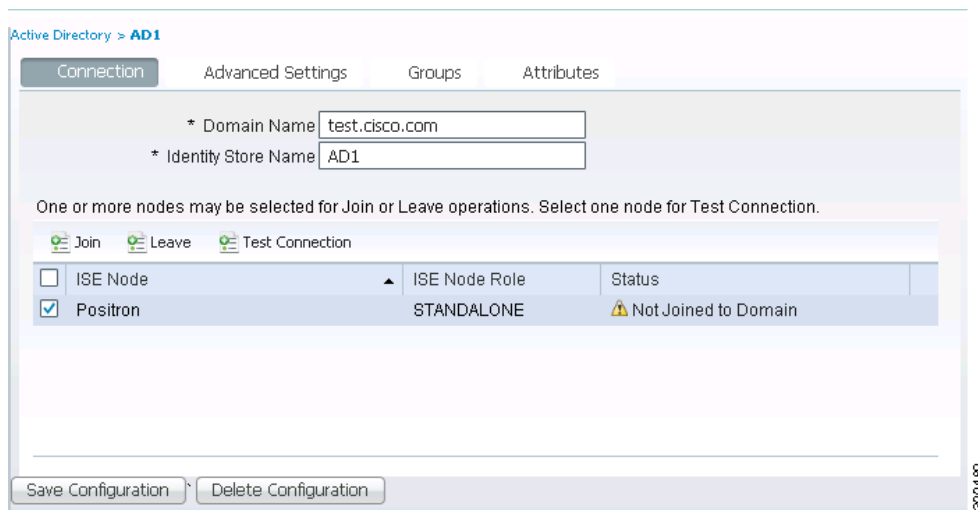 Active Directory > AD1
Connection Advanced Settings Groups Attributes
* Domain Name test.cisco.com
* Identity Store Name AD1
One or more nodes may be selected for Join or Leave operations. Select one node for Test Connection.
Join Leave Test Connection
ISE Node ISE Node Role Status
Positron STANDALONE Not Joined to Domain
Save Configuration ` Delete Configuration